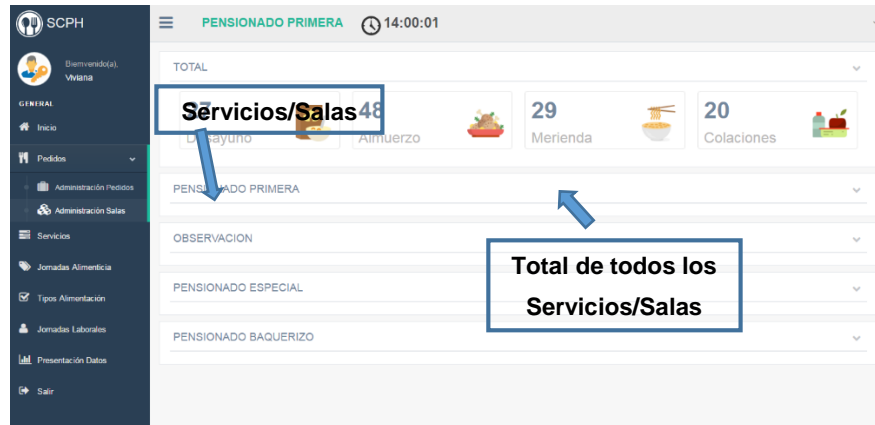 SCPH
PENSIONADO PRIMERA 14:00:01
Bienvenido(a),
Viviana
GENERAL
Inicio
Pedidos
Administración Pedidos
Administración Salas
Servicios
Jornadas Alimenticia
Tipos Alimentación
Jornadas Laborales
Presentación Datos
Salir
TOTAL
Servicios/Salas
48
Almuerzo
29
Merienda
20
Colaciones
PENSIONADO PRIMERA
OBSERVACION
PENSIONADO ESPECIAL
PENSIONADO BAQUERIZO
Total de todos los
Servicios/Salas